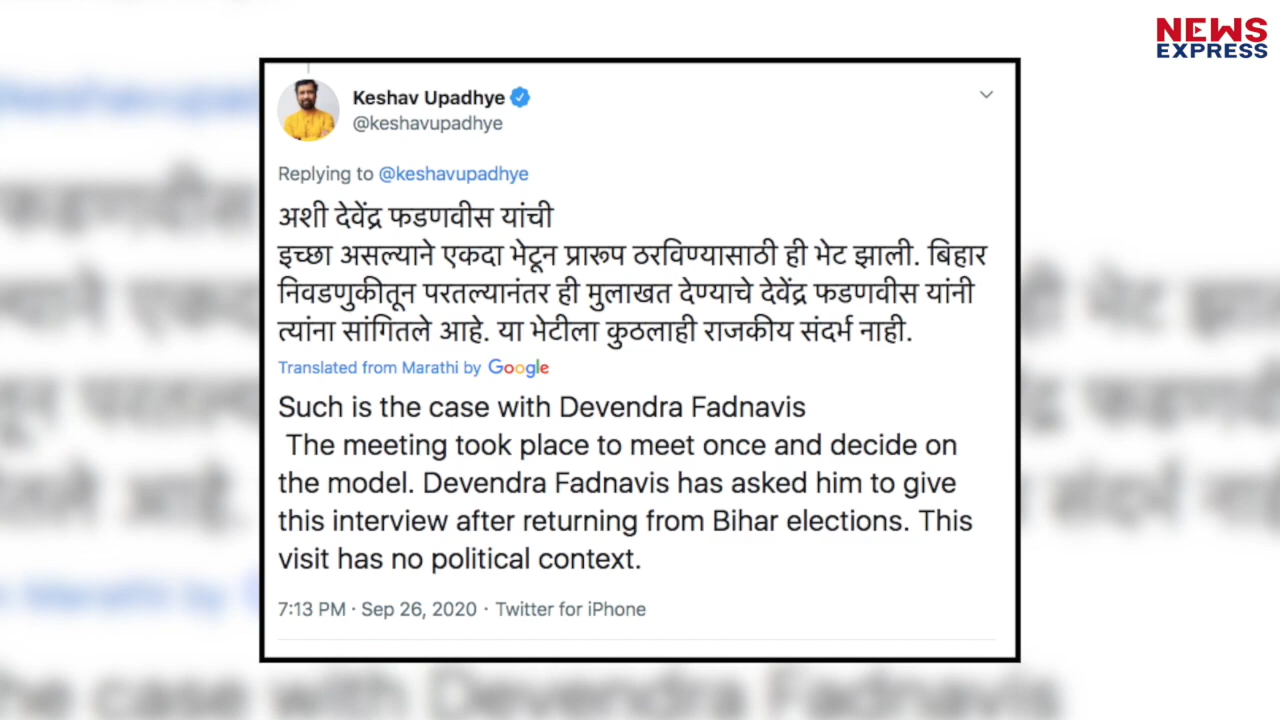 NEWS
EXPRESS
Keshav Upadhye
@keshavupadhye
Replying to @keshavupadhye
अशी देवेंद्र फडणवीस यांची
इच्छा असल्याने एकदा भेटून प्रारूप ठरविण्यासाठी ही भेट झाली. बिहार
निवडणुकीतून परतल्यानंतर ही मुलाखत देण्याचे देवेंद्र फडणवीस यांनी
त्यांना सांगितले आहे. या भेटीला कुठलाही राजकीय संदर्भ नाही.
Translated from Marathi by Google
Such is the case with Devendra Fadnavis
The meeting took place to meet once and decide on
the model. Devendra Fadnavis has asked him to give
this interview after returning from Bihar elections. This
visit has no political context.
7:13 PM · Sep 26, 2020 · Twitter for iPhone